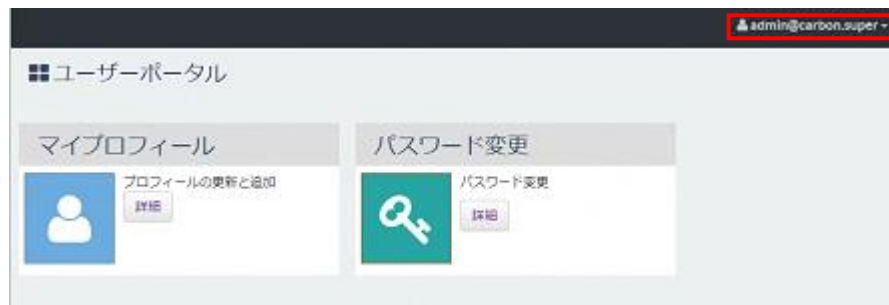 admin@carbon.super
ユーザーポータル
マイプロフィール
プロフィールの更新と追加
詳細
パスワード変更
パスワード変更
詳細